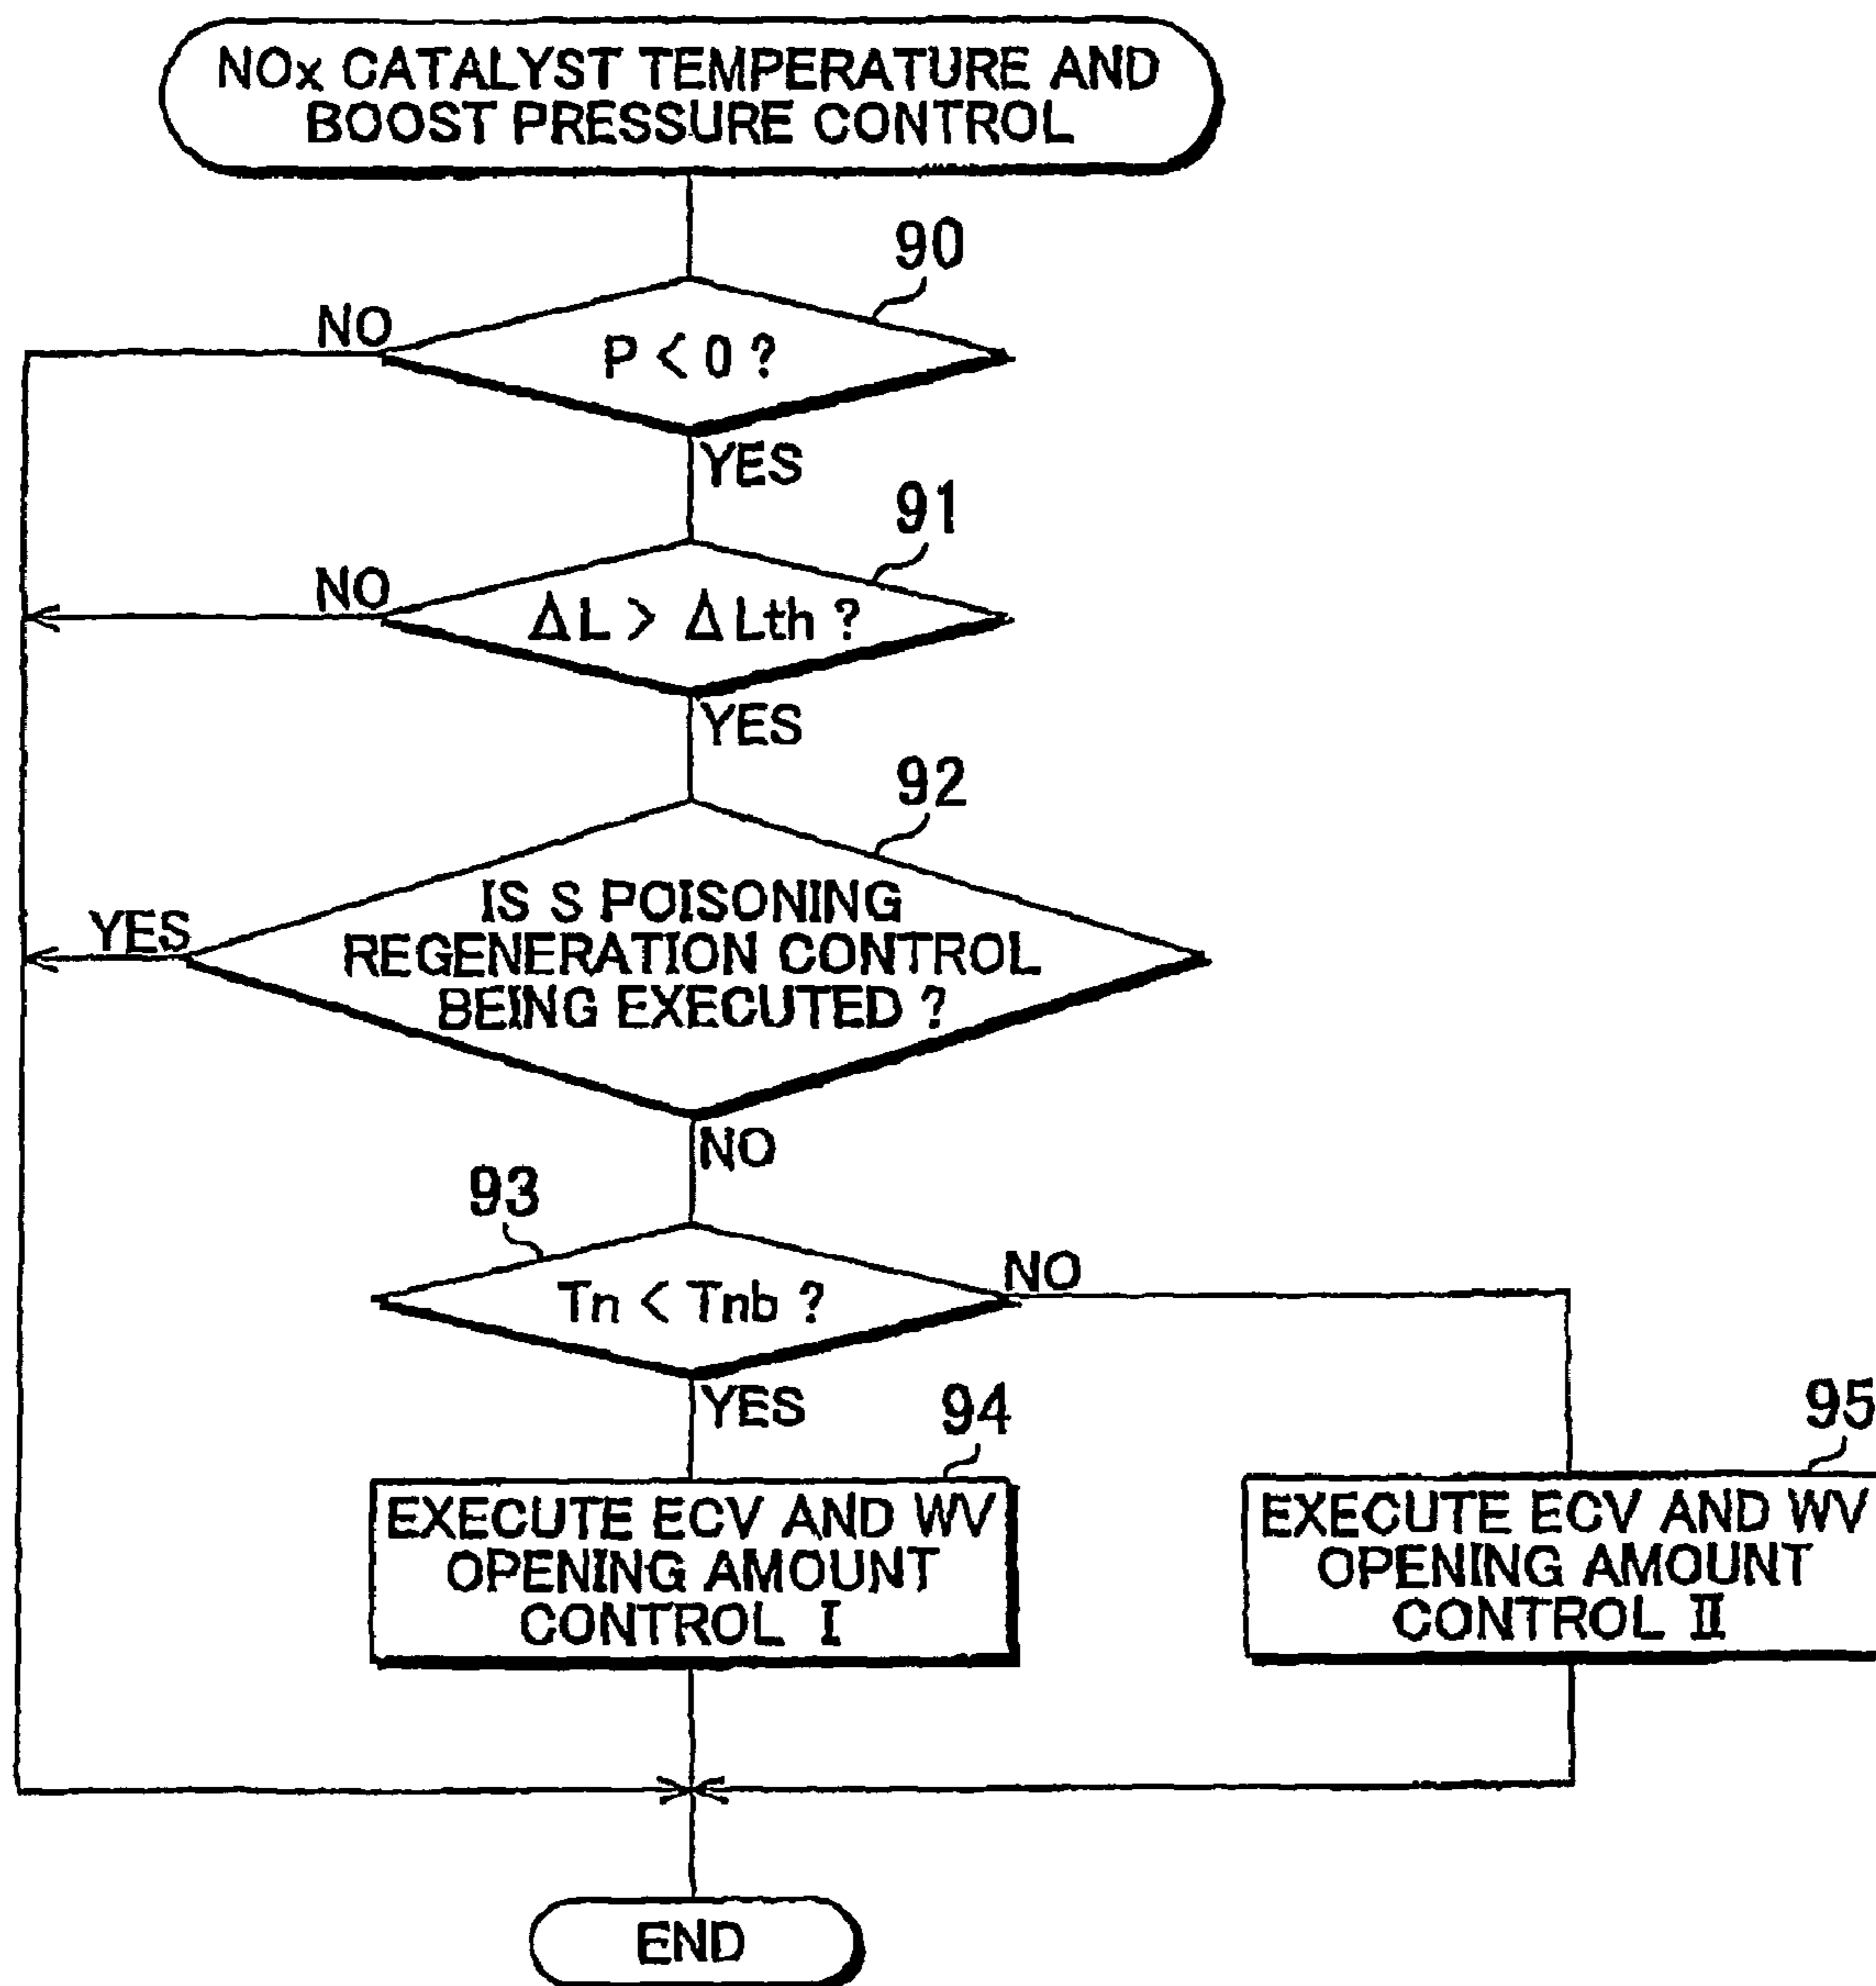 NOx CATALYST TEMPERATURE AND
BOOST PRESSURE CONTROL
90
NO
P < 0 ?
YES
91
NO
ΔL > ΔLth ?
YES
92
YES
IS S POISONING
REGENERATION CONTROL
BEING EXECUTED ?
NO
93
Tn < Tnb ?
NO
YES
94
EXECUTE ECV AND WV
OPENING AMOUNT
CONTROL I
95
EXECUTE ECV AND WV
OPENING AMOUNT
CONTROL II
END